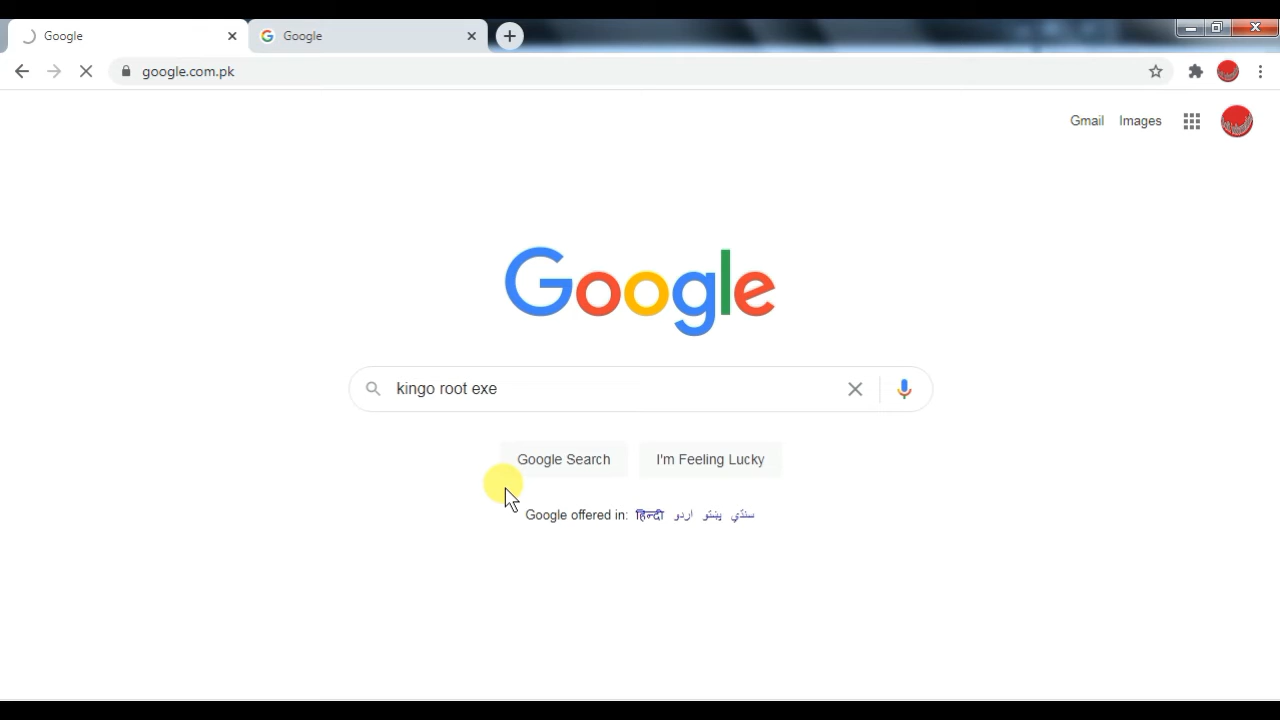 Google
Google
google.com.pk
Gmail Images
Google
kingo root exe
Google Search I'm Feeling Lucky
Google offered in: हिन्दी اردو پښتو سنڌي